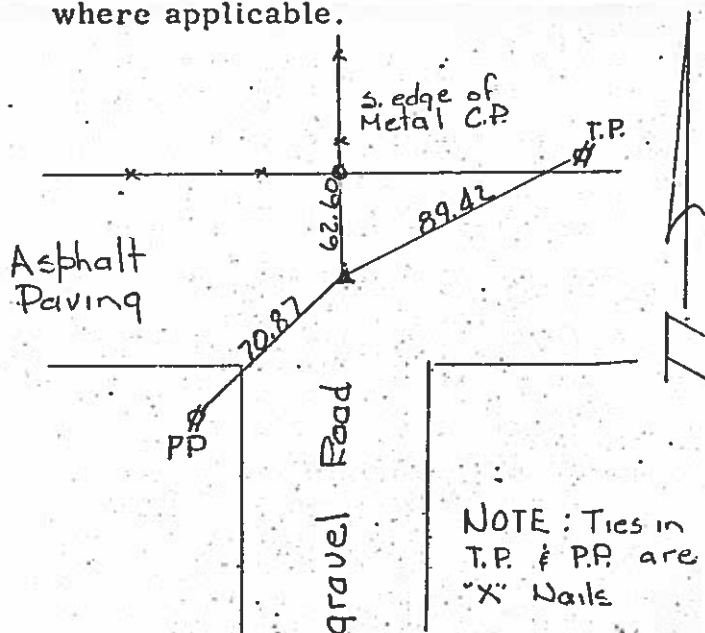 where applicable.
s. edge of
Metal C.P.
T.P.
62.60
89.42
Asphalt
Paving
70.87
PP
gravel Road
NOTE: Ties in
T.P. & P.P. are
"X" Nails